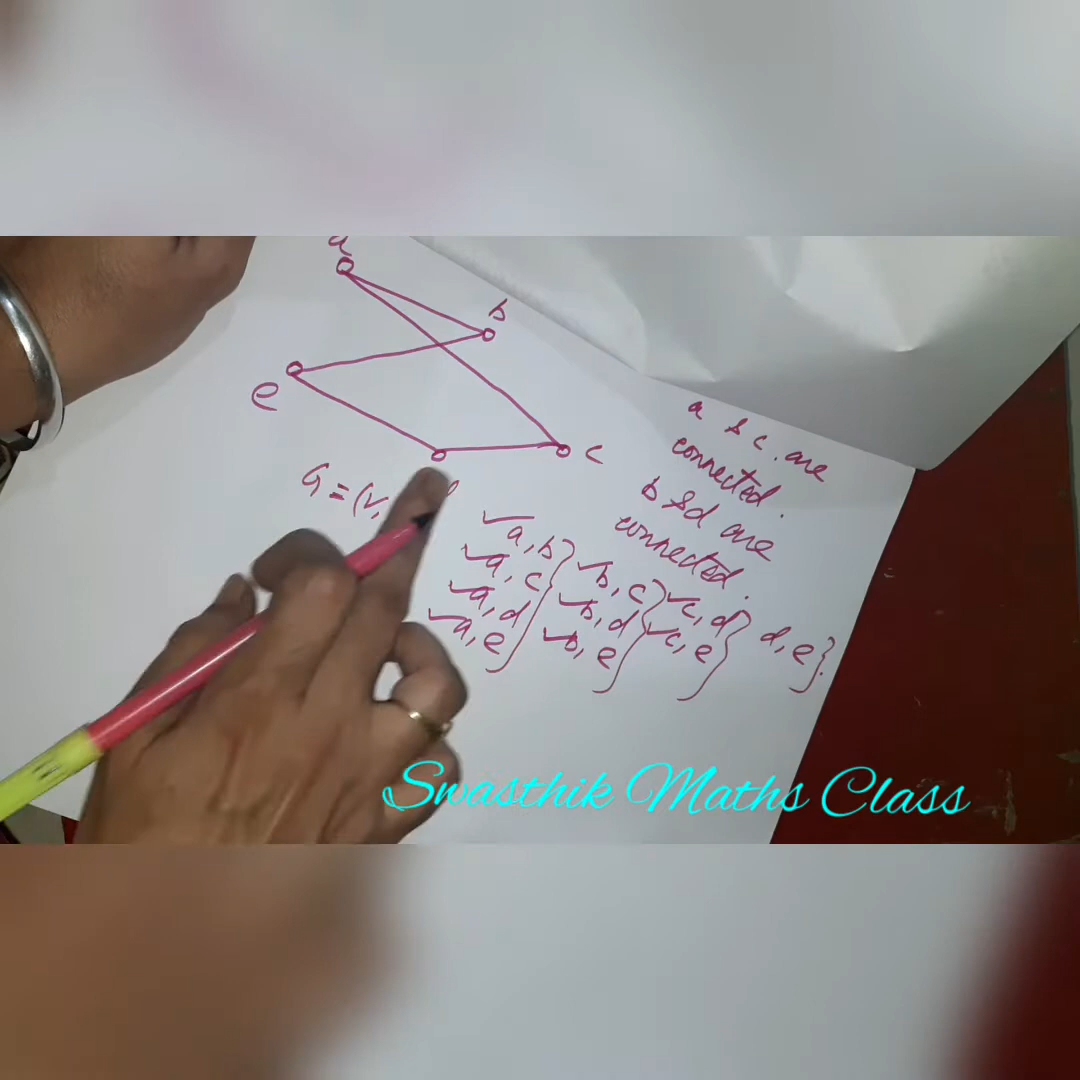 a
b
e
c
G = (V,
a & c . are
connected.
b & d are
connected.
✓a, b
✓a, c
✓a, d
✓a, e }
✓b, c
✓b, d
✓b, e }
✓c, d
✓c, e }
d, e }.
Swasthik Maths Class